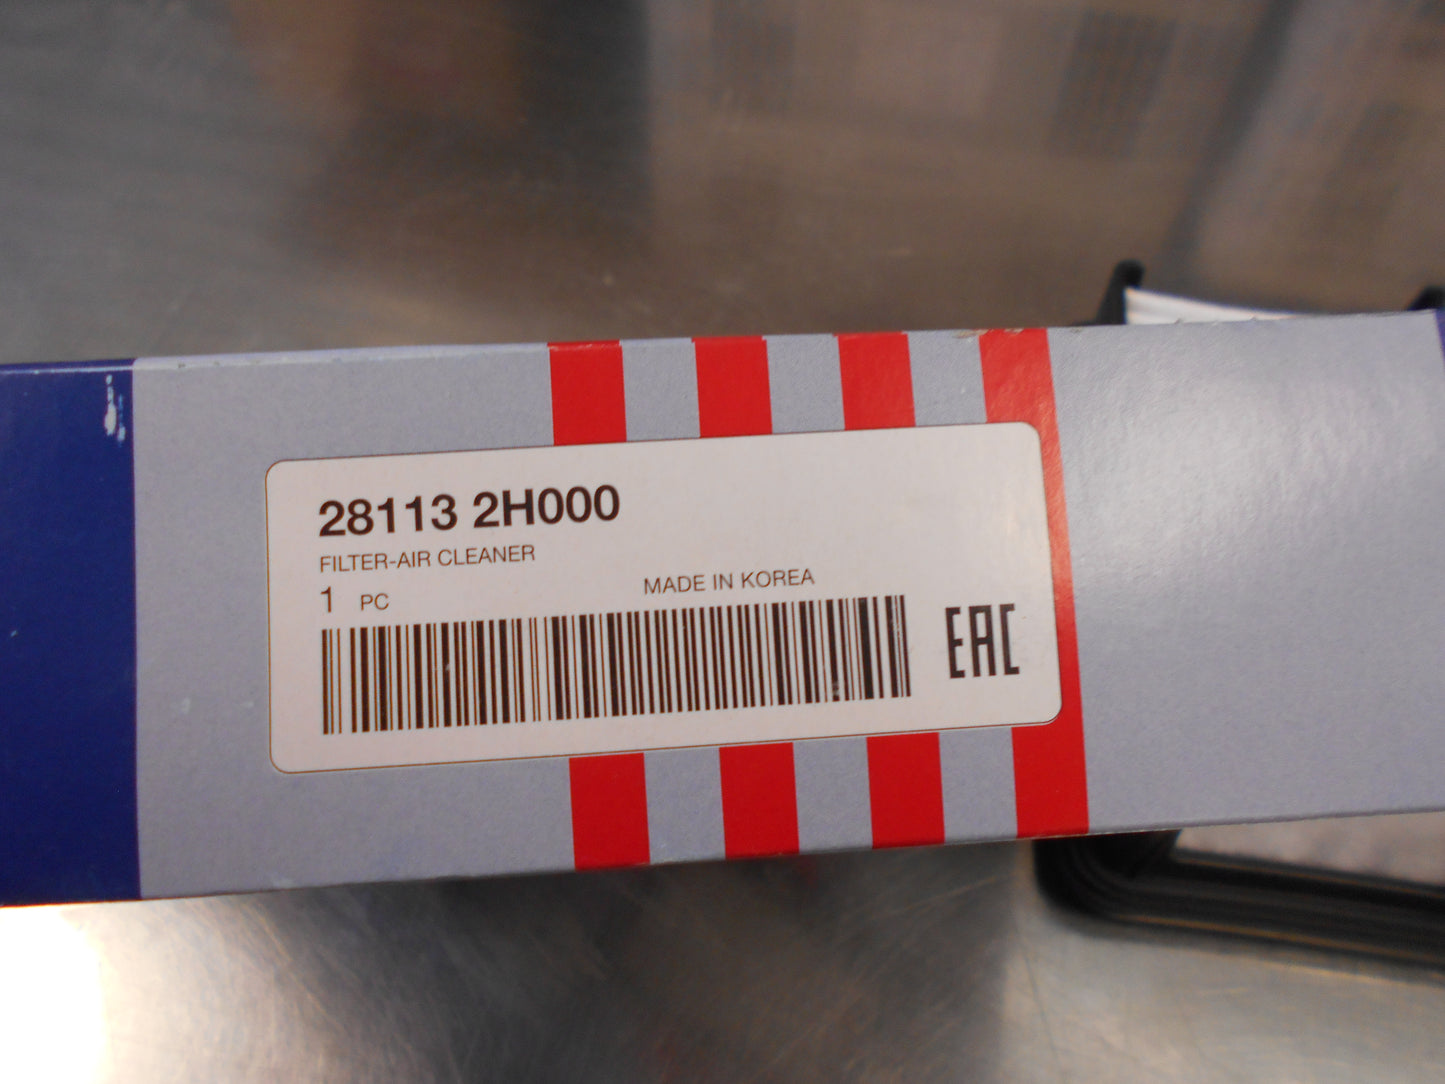 28113 2H000
FILTER-AIR CLEANER
1 PC
MADE IN KOREA
EAC